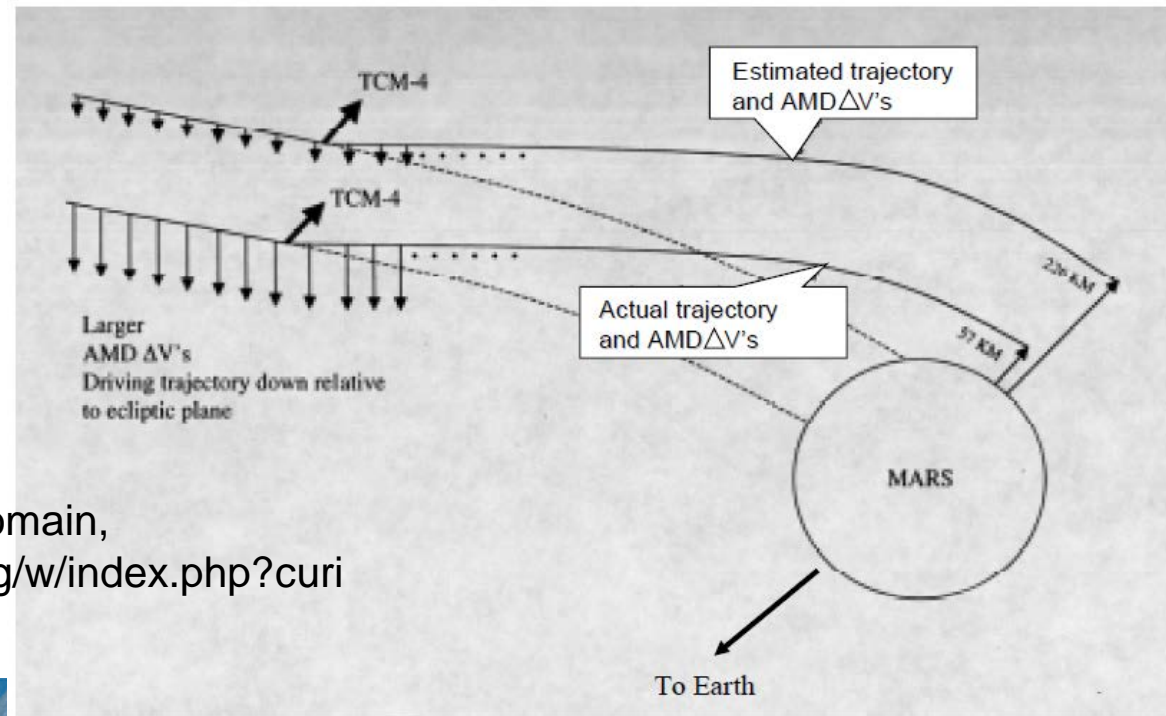 TCM-4
Estimated trajectory
and AMD△V's
TCM-4
226 KM
Actual trajectory
and AMD△V's
57 KM
Larger
AMD ΔV's
Driving trajectory down relative
to ecliptic plane
MARS
omain,
g/w/index.php?curi
To Earth